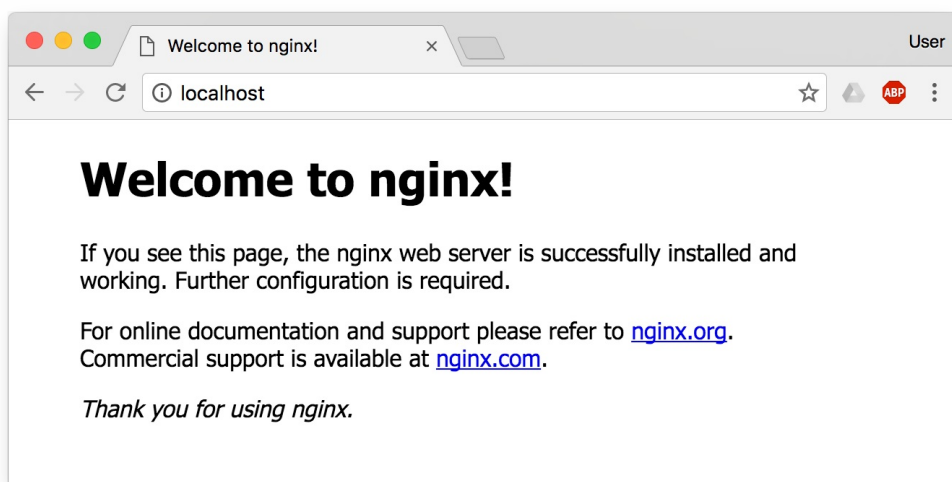 Welcome to nginx!
User
localhost
ABP
Welcome to nginx!
If you see this page, the nginx web server is successfully installed and
working. Further configuration is required.
For online documentation and support please refer to nginx.org.
Commercial support is available at nginx.com.
Thank you for using nginx.